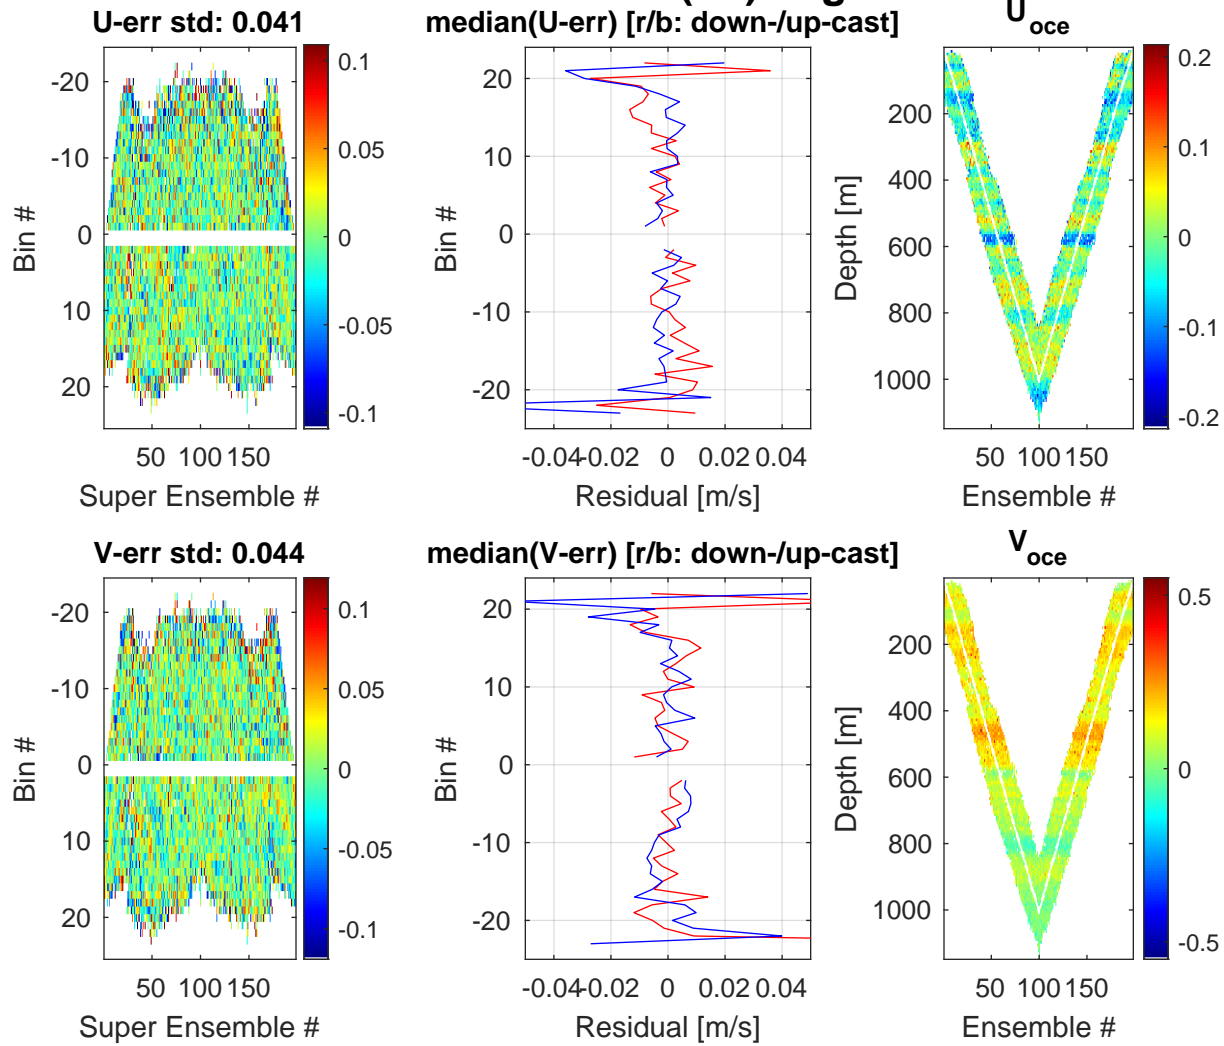 U-err std: 0.041
median(U-err) [r/b: down-/up-cast]
U oce
-20
-10
0
10
20
Bin #
50 100 150
Super Ensemble #
0.1
0.05
0
-0.05
-0.1
20
10
0
-10
-20
Bin #
-0.04 -0.02 0 0.02 0.04
Residual [m/s]
200
400
600
800
1000
Depth [m]
50 100 150
Ensemble #
0.2
0.1
0
-0.1
-0.2
V-err std: 0.044
median(V-err) [r/b: down-/up-cast]
V oce
-20
-10
0
10
20
Bin #
50 100 150
Super Ensemble #
0.1
0.05
0
-0.05
-0.1
20
10
0
-10
-20
Bin #
-0.04 -0.02 0 0.02 0.04
Residual [m/s]
200
400
600
800
1000
Depth [m]
50 100 150
Ensemble #
0.5
0
-0.5